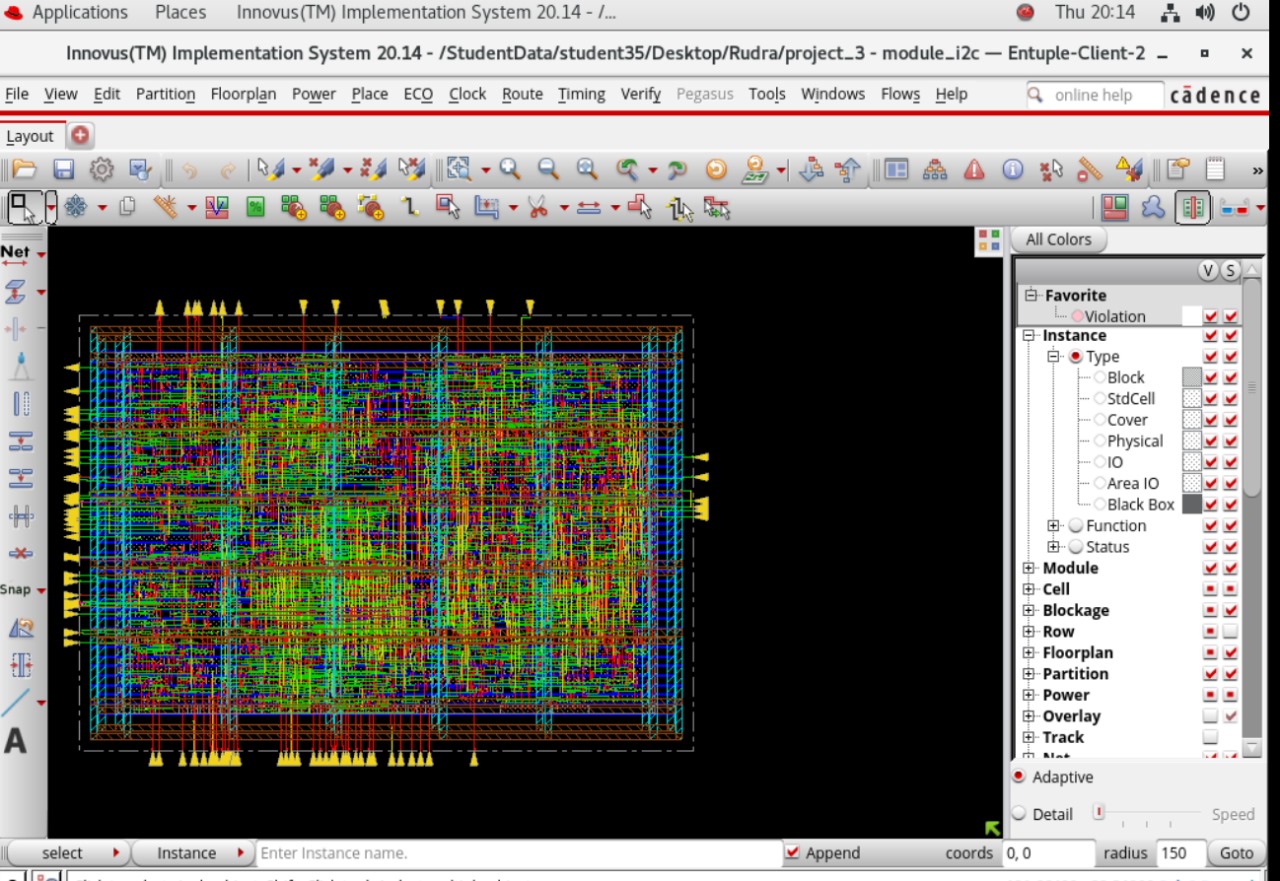 Applications Places Innovus(TM) Implementation System 20.14 - /... Thu 20:14
Innovus(TM) Implementation System 20.14 - /StudentData/student35/Desktop/Rudra/project_3 - module_i2c — Entuple-Client-2
File View Edit Partition Floorplan Power Place ECO Clock Route Timing Verify Pegasus Tools Windows Flows Help online help cādence
Layout
»
Net
All Colors
V S
Favorite
Violation
Instance
Type
Block
StdCell
Cover
Physical
IO
Area IO
Black Box
Function
Status
Module
Cell
Snap
Blockage
Row
Floorplan
Partition
Power
Overlay
A
Track
Net
Adaptive
Detail Speed
select Instance Enter Instance name. Append coords 0, 0 radius 150 Goto